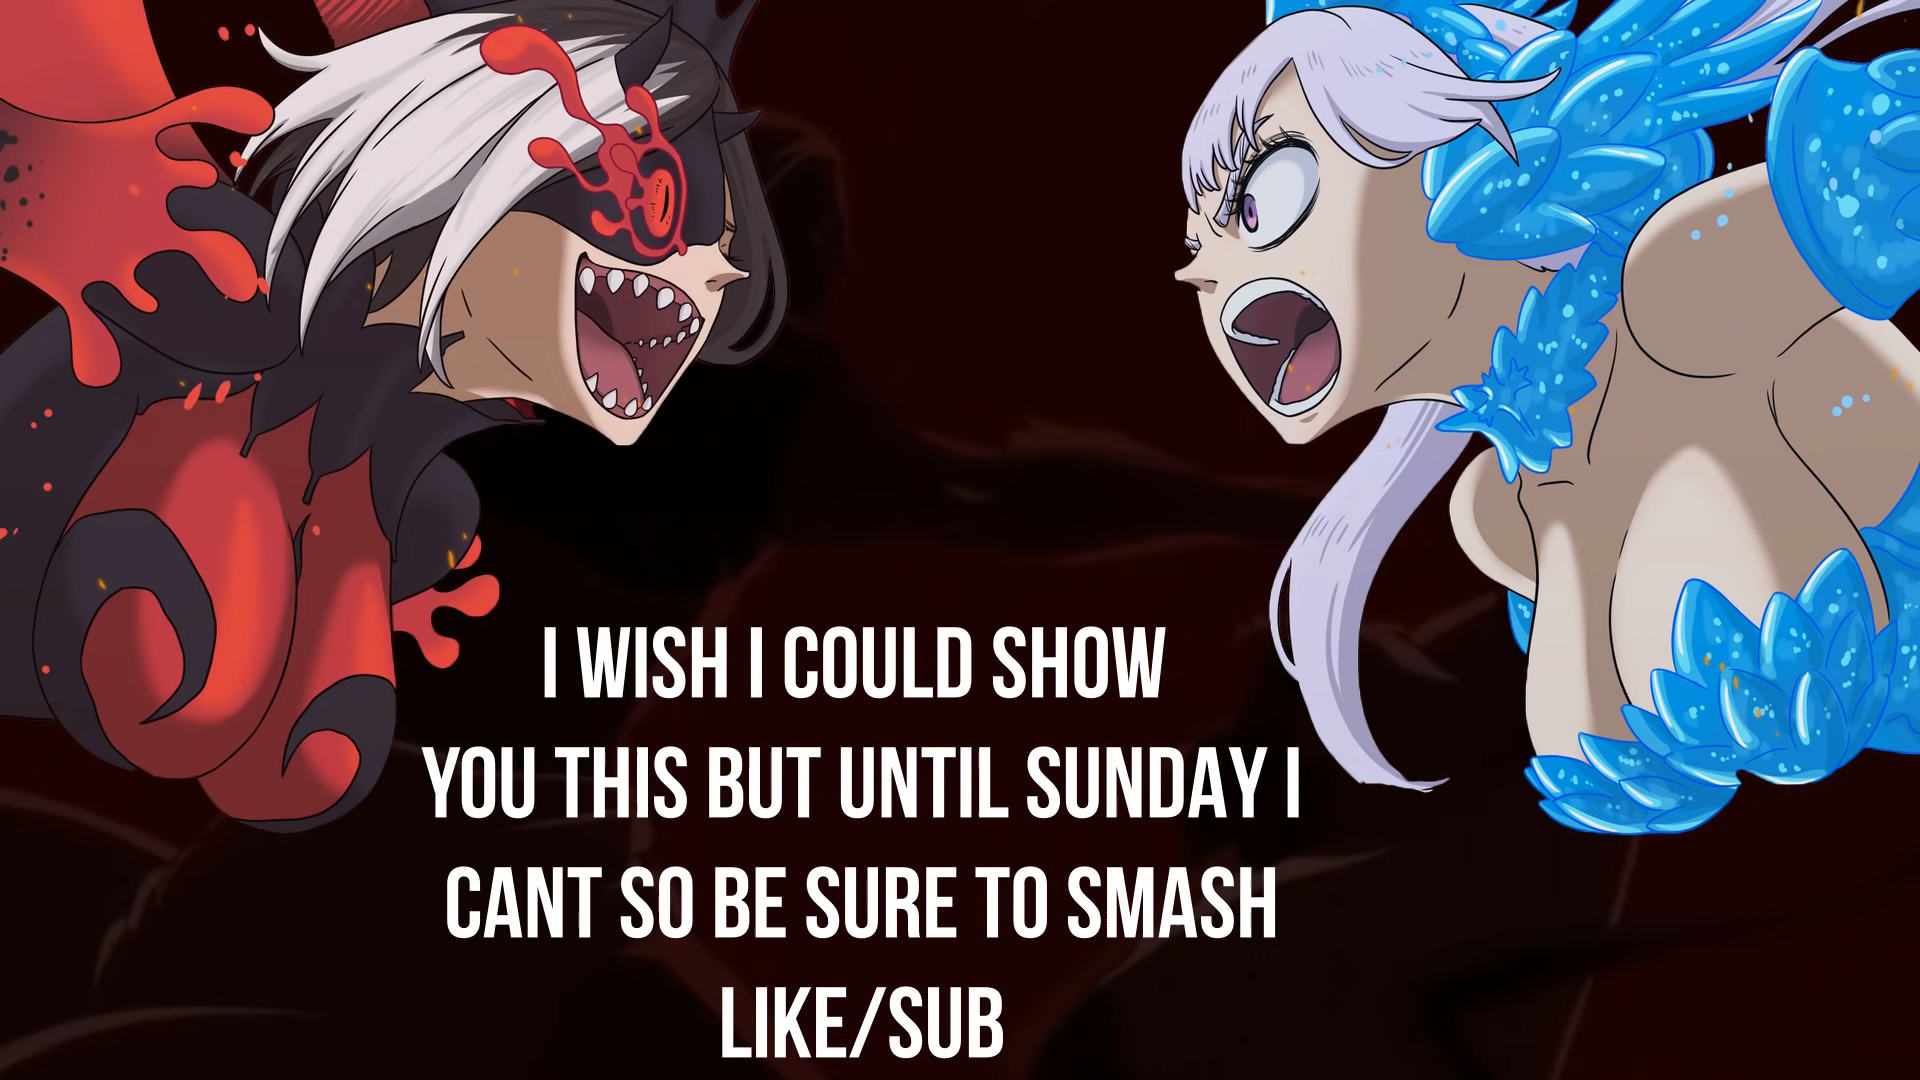 I WISH I COULD SHOW
YOU THIS BUT UNTIL SUNDAY I
CANT SO BE SURE TO SMASH
LIKE/SUB